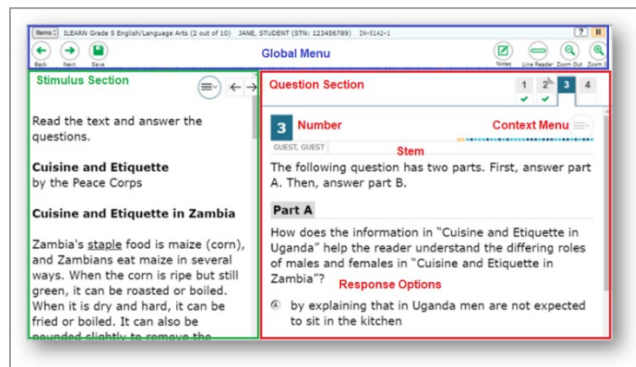 Items ILEARN Grade 5 English/Language Arts (2 out of 10) JANE, STUDENT (STN: 123456789) IN-5142-1 ?
Back Next Save Global Menu Notes Line Reader Zoom Out Zoom In
Stimulus Section
Read the text and answer the
questions.
Cuisine and Etiquette
by the Peace Corps
Cuisine and Etiquette in Zambia
Zambia's staple food is maize (corn),
and Zambians eat maize in several
ways. When the corn is ripe but still
green, it can be roasted or boiled.
When it is dry and hard, it can be
fried or boiled. It can also be
pounded slightly to remove the
Question Section
1 2 3 4
3 Number Context Menu
GUEST, GUEST Stem
The following question has two parts. First, answer part
A. Then, answer part B.
Part A
How does the information in “Cuisine and Etiquette in
Uganda” help the reader understand the differing roles
of males and females in “Cuisine and Etiquette in
Zambia”? Response Options
A by explaining that in Uganda men are not expected
to sit in the kitchen